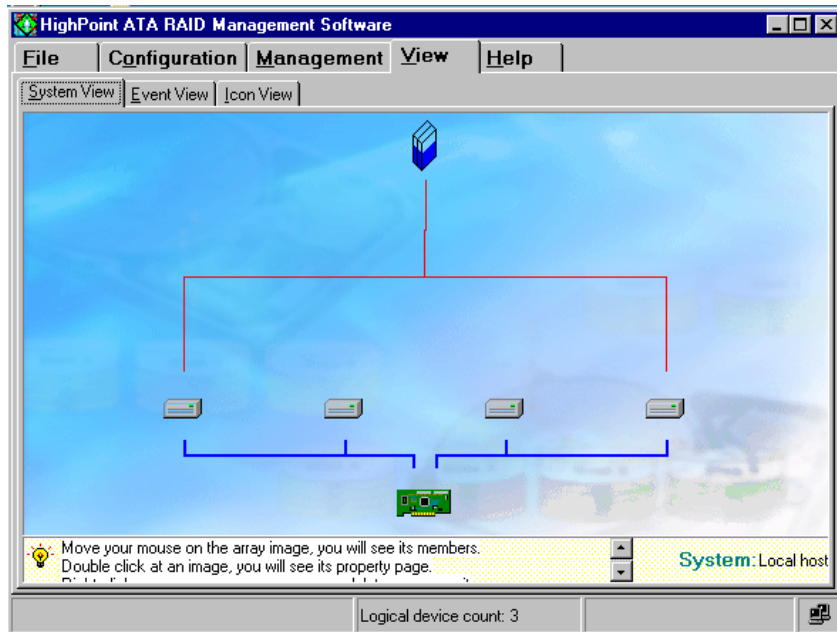 HighPoint ATA RAID Management Software
File Configuration Management View Help
System View Event View Icon View
Move your mouse on the array image, you will see its members.
Double click at an image, you will see its property page.
System: Local host
Logical device count: 3